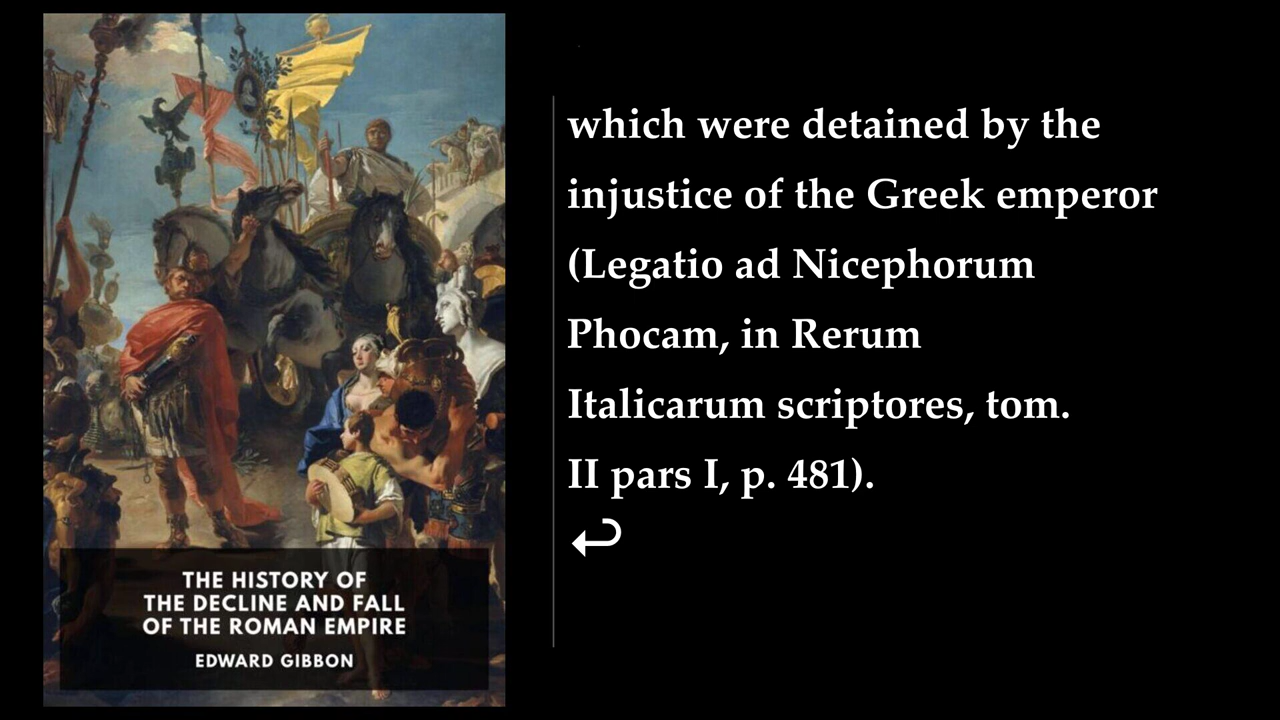 which were detained by the
injustice of the Greek emperor
(Legatio ad Nicephorum
Phocam, in Rerum
Italicarum scriptores, tom.
II pars I, p. 481).
↩
THE HISTORY OF
THE DECLINE AND FALL
OF THE ROMAN EMPIRE
EDWARD GIBBON